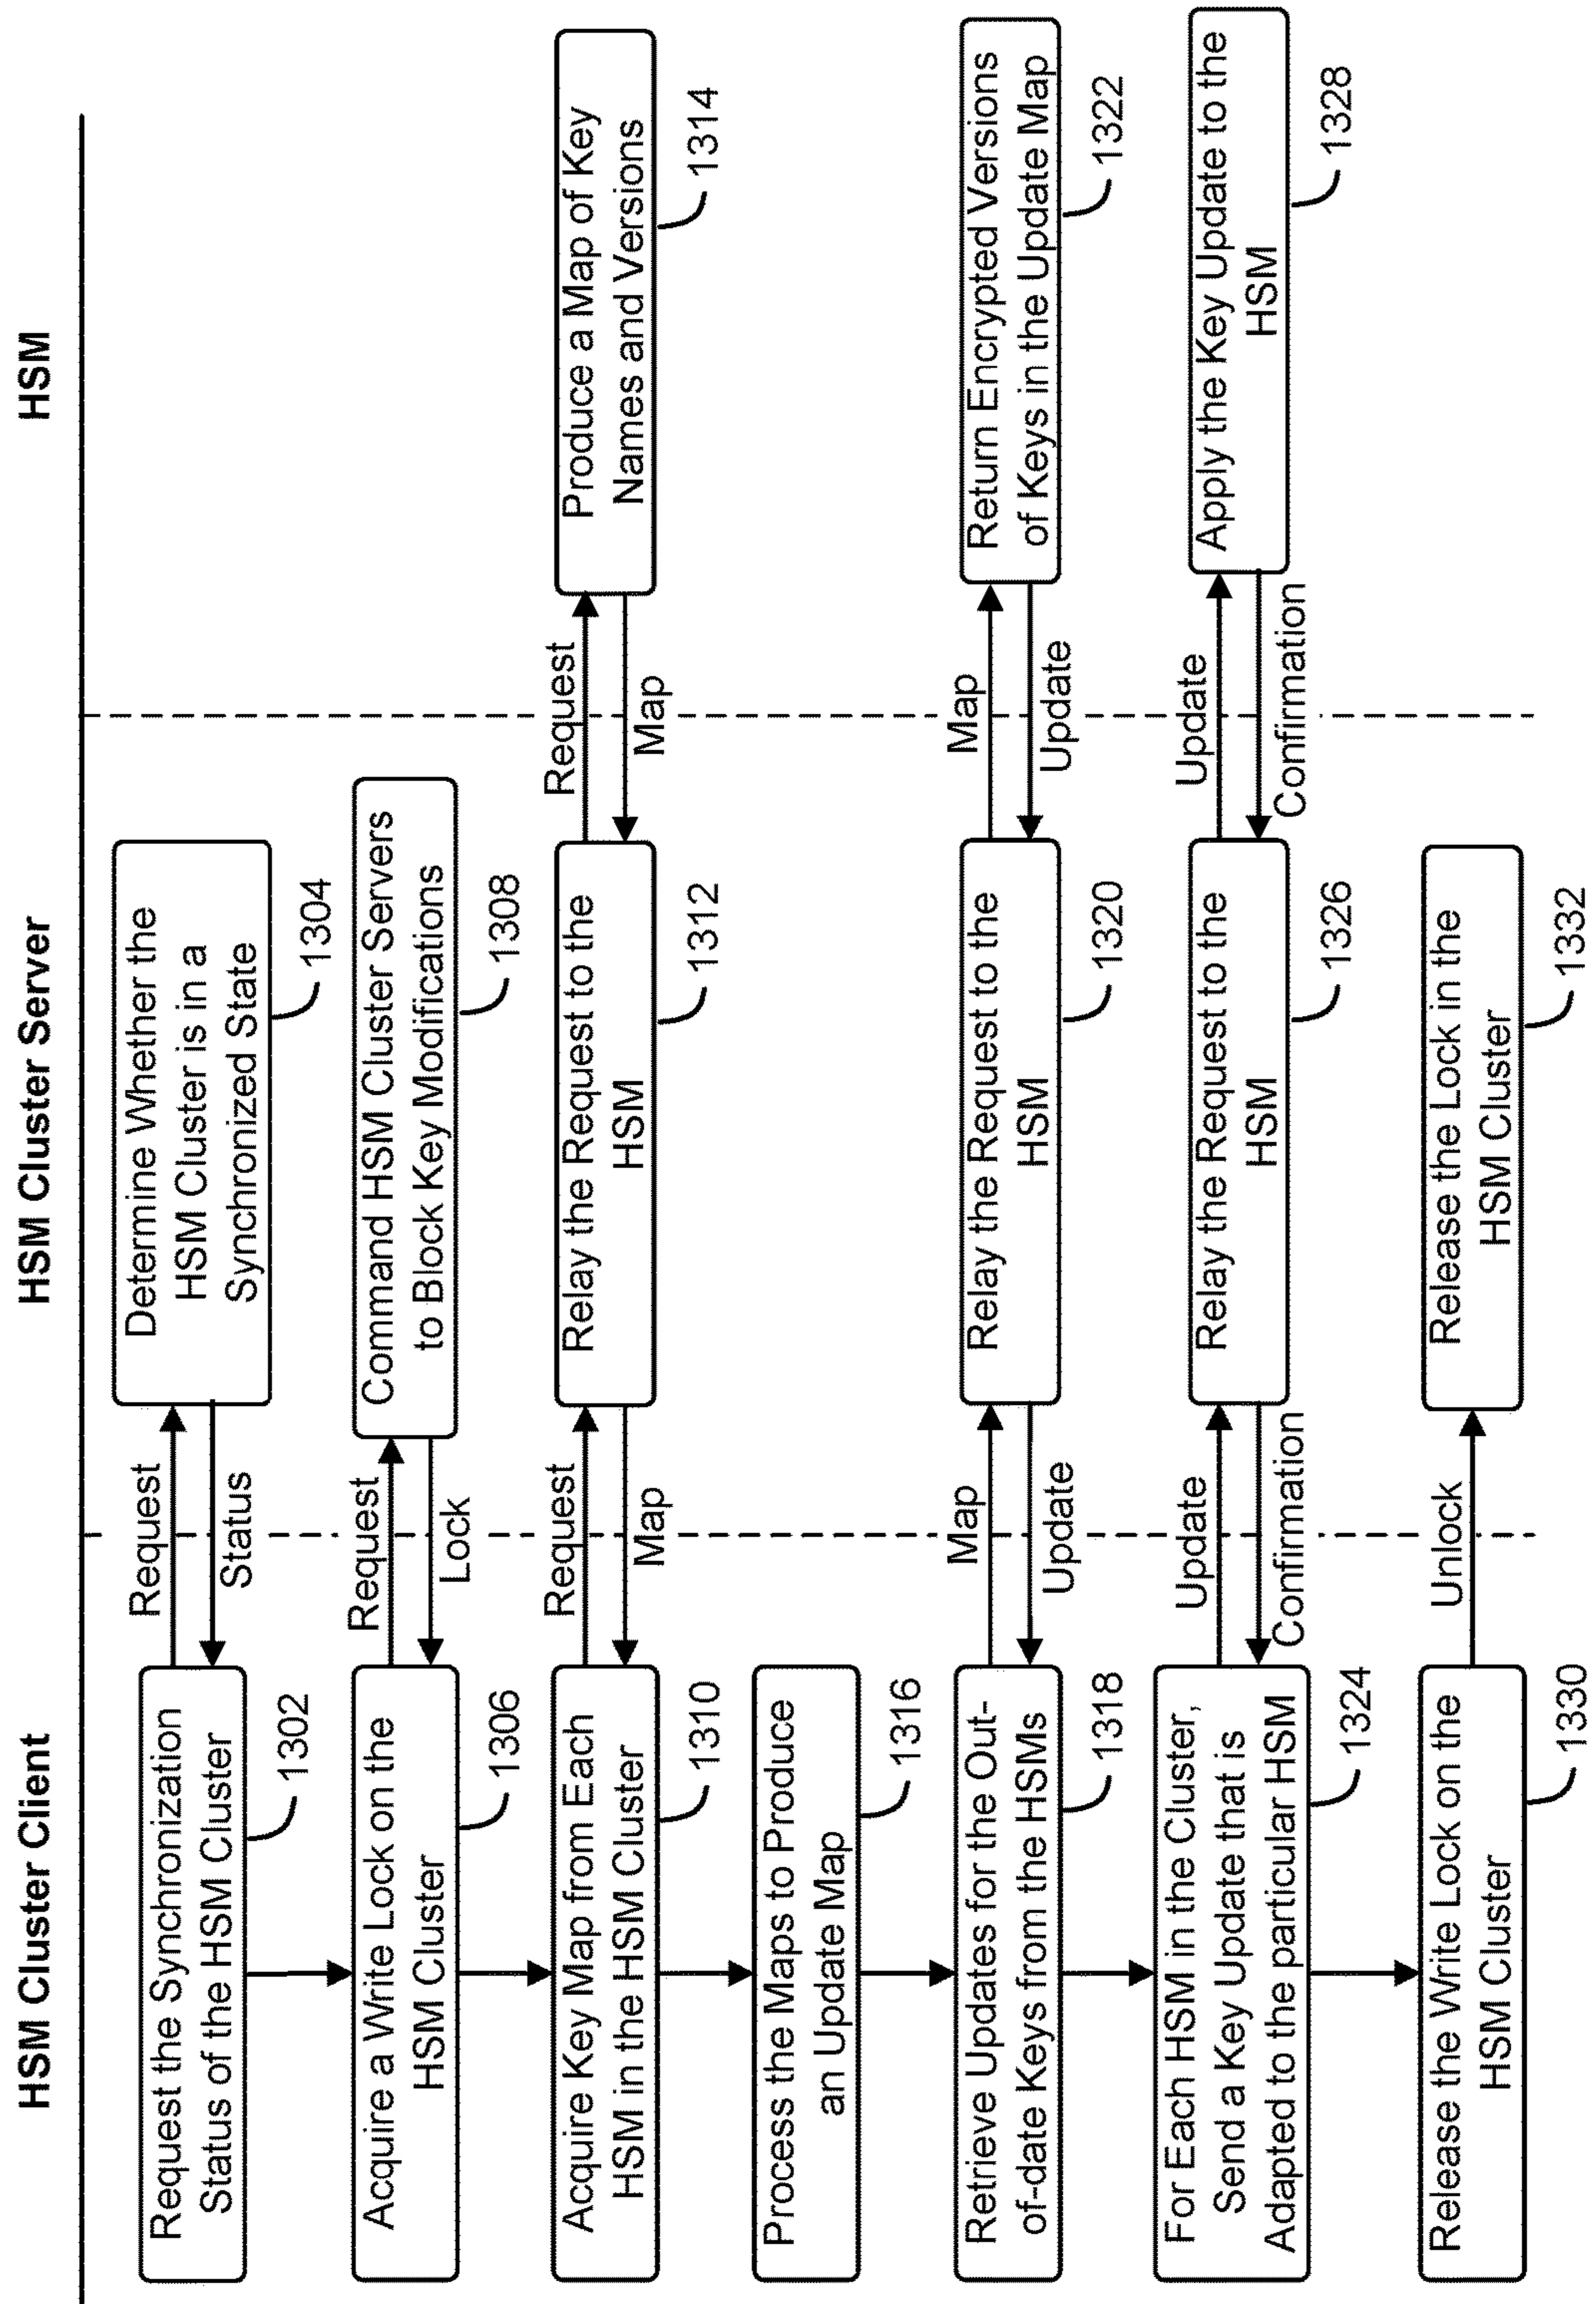 HSM Cluster Client
HSM Cluster Server
HSM
Request the Synchronization
Status of the HSM Cluster
1302
Request
Status
Determine Whether the
HSM Cluster is in a
Synchronized State
1304
Acquire a Write Lock on the
HSM Cluster
1306
Request
Lock
Command HSM Cluster Servers
to Block Key Modifications
1308
Acquire Key Map from Each
HSM in the HSM Cluster
1310
Request
Map
Relay the Request to the
HSM
1312
Request
Map
Produce a Map of Key
Names and Versions
1314
Process the Maps to Produce
an Update Map
1316
Retrieve Updates for the Out-
of-date Keys from the HSMs
1318
Map
Update
Relay the Request to the
HSM
1320
Map
Update
Return Encrypted Versions
of Keys in the Update Map
1322
For Each HSM in the Cluster,
Send a Key Update that is
Adapted to the particular HSM
1324
Update
Confirmation
Relay the Request to the
HSM
1326
Update
Confirmation
Apply the Key Update to the
HSM
1328
Release the Write Lock on the
HSM Cluster
1330
Unlock
Release the Lock in the
HSM Cluster
1332